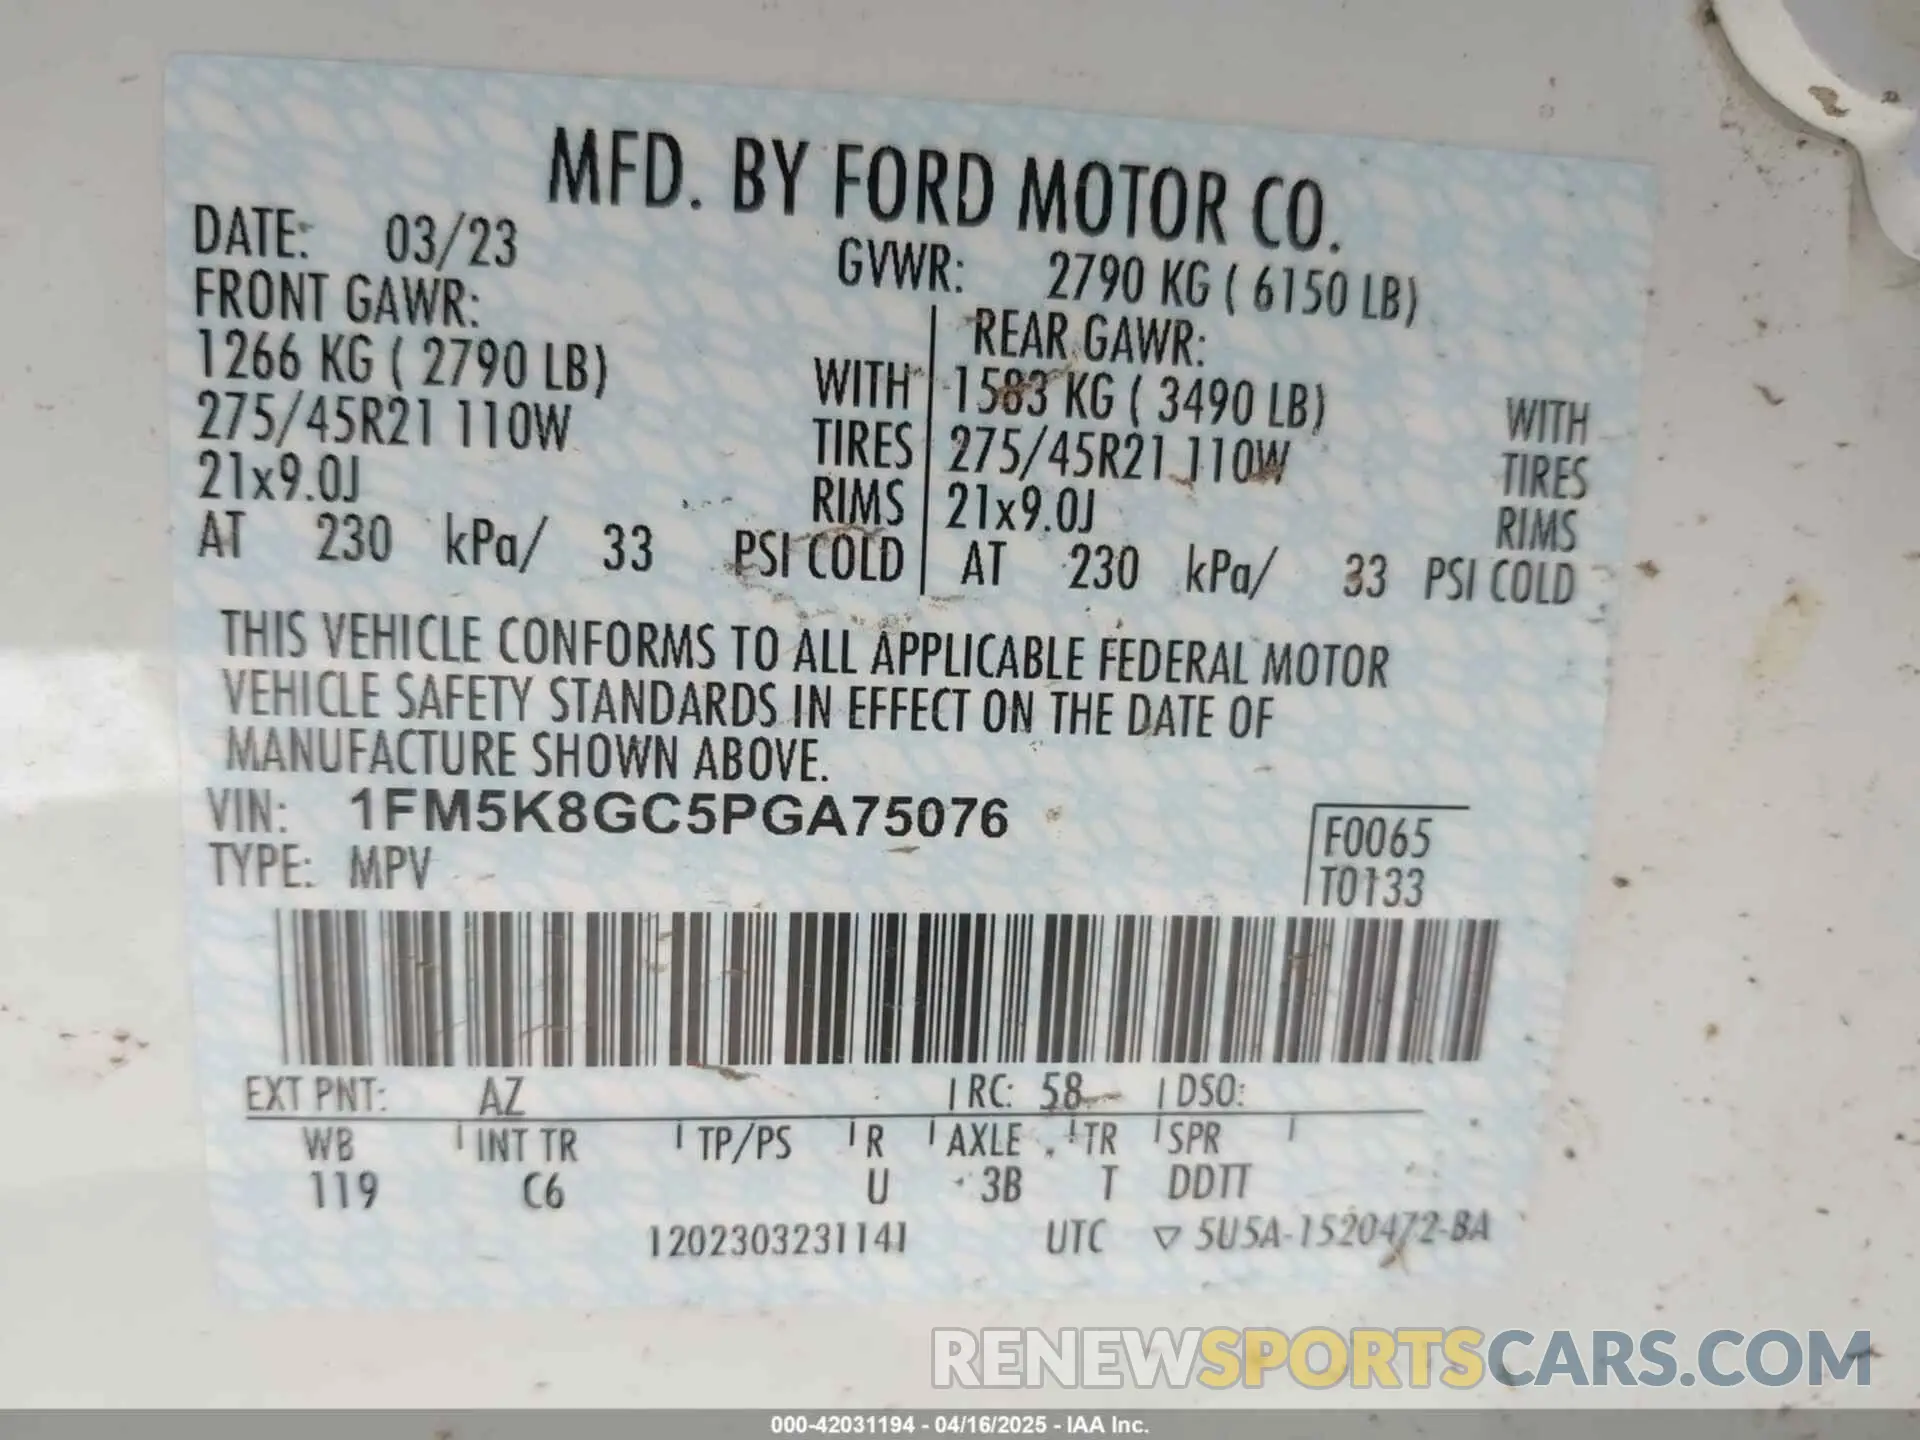 MFD. BY FORD MOTOR CO.
DATE: 03/23 GVWR: 2790 KG ( 6150 LB)
FRONT GAWR: REAR GAWR:
1266 KG ( 2790 LB) WITH 1583 KG ( 3490 LB) WITH
275/45R21 110W TIRES 275/45R21 110W TIRES
21x9.0J RIMS 21x9.0J RIMS
AT 230 kPa/ 33 PSI COLD AT 230 kPa/ 33 PSI COLD
THIS VEHICLE CONFORMS TO ALL APPLICABLE FEDERAL MOTOR
VEHICLE SAFETY STANDARDS IN EFFECT ON THE DATE OF
MANUFACTURE SHOWN ABOVE.
VIN: 1FM5K8GC5PGA75076 F0065
TYPE: MPV T0133
EXT PNT: AZ RC: 58 DSO:
WB INT TR TP/PS R AXLE TR SPR
119 C6 U 3B T DDTT
1202303231141 UTC ▽ 5U5A-1520472-BA
RENEWSPORTSCARS.COM
000-42031194 - 04/16/2025 - IAA Inc.